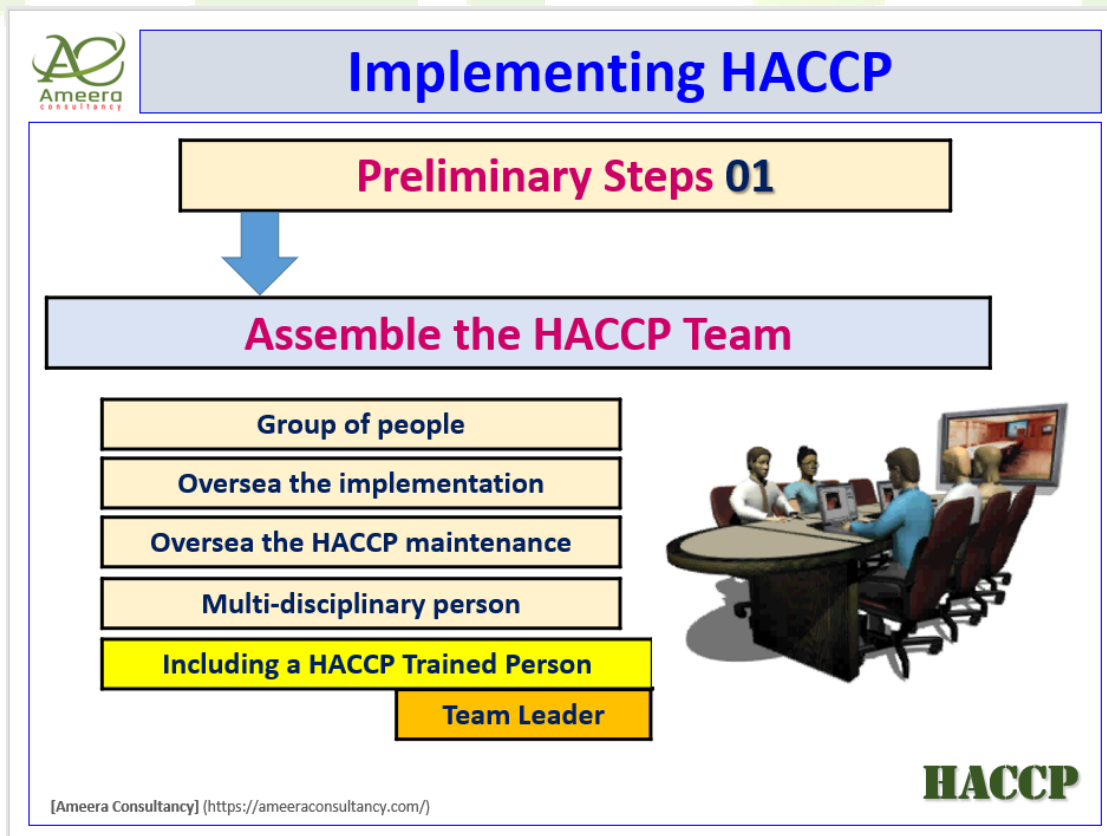 Ameera
consultancy
Implementing HACCP
Preliminary Steps 01
Assemble the HACCP Team
Group of people
Oversea the implementation
Oversea the HACCP maintenance
Multi-disciplinary person
Including a HACCP Trained Person
Team Leader
HACCP
[Ameera Consultancy] (https://ameeraconsultancy.com/)